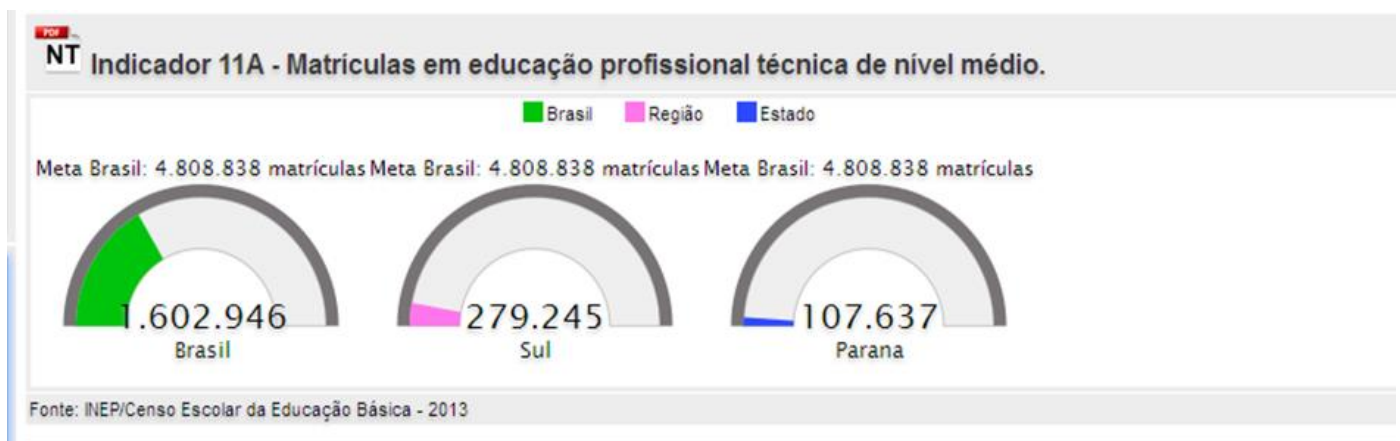 PDF
NT Indicador 11A - Matrículas em educação profissional técnica de nível médio.
Brasil Região Estado
Meta Brasil: 4.808.838 matrículas Meta Brasil: 4.808.838 matrículas Meta Brasil: 4.808.838 matrículas
1.602.946 279.245 107.637
Brasil Sul Parana
Fonte: INEP/Censo Escolar da Educação Básica - 2013